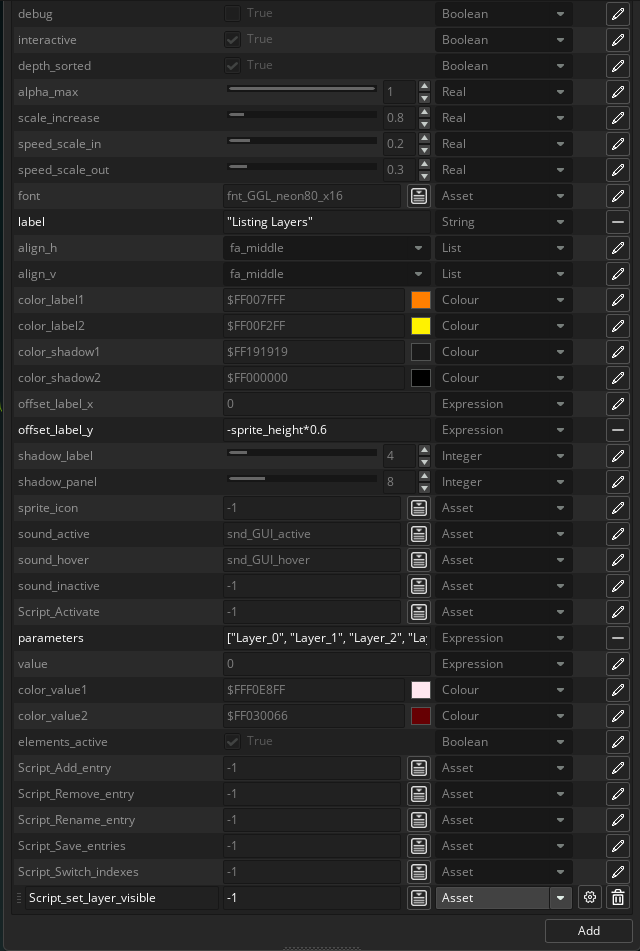 debug True Boolean
interactive True Boolean
depth_sorted True Boolean
alpha_max 1 Real
scale_increase 0.8 Real
speed_scale_in 0.2 Real
speed_scale_out 0.3 Real
font fnt_GGL_neon80_x16 Asset
label "Listing Layers" String
align_h fa_middle List
align_v fa_middle List
color_label1 $FF007FFF Colour
color_label2 $FF00F2FF Colour
color_shadow1 $FF191919 Colour
color_shadow2 $FF000000 Colour
offset_label_x 0 Expression
offset_label_y -sprite_height*0.6 Expression
shadow_label 4 Integer
shadow_panel 8 Integer
sprite_icon -1 Asset
sound_active snd_GUI_active Asset
sound_hover snd_GUI_hover Asset
sound_inactive -1 Asset
Script_Activate -1 Asset
parameters ["Layer_0", "Layer_1", "Layer_2", "La Expression
value 0 Expression
color_value1 $FFF0E8FF Colour
color_value2 $FF030066 Colour
elements_active True Boolean
Script_Add_entry -1 Asset
Script_Remove_entry -1 Asset
Script_Rename_entry -1 Asset
Script_Save_entries -1 Asset
Script_Switch_indexes -1 Asset
Script_set_layer_visible -1 Asset
Add